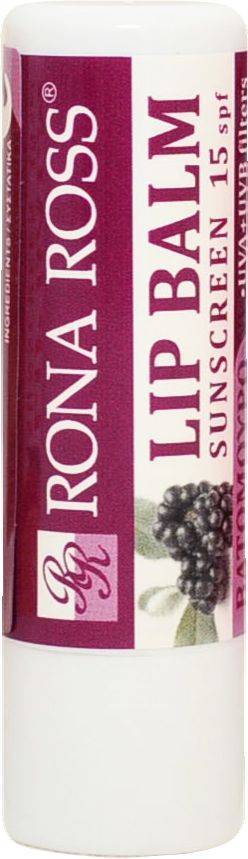 INGREDIENTS / ΣΥΣΤΑΤΙΚΑ
RR
RONA ROSS®
LIP BALM
SUNSCREEN 15 spf
+UVA+UVB filters